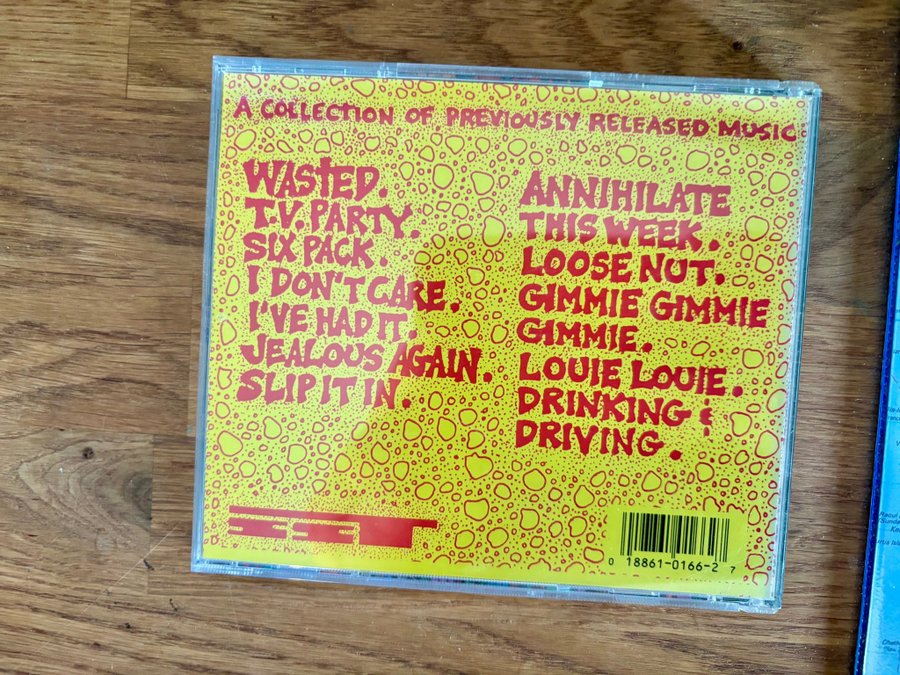 A COLLECTION OF PREVIOUSLY RELEASED MUSIC
WASTED.
T.V. PARTY.
SIX PACK.
I DON'T CARE.
I'VE HAD IT.
JEALOUS AGAIN.
SLIP IT IN.
ANNIHILATE
THIS WEEK.
LOOSE NUT.
GIMMIE GIMMIE
GIMMIE.
LOUIE, LOUIE.
DRINKING &
DRIVING.
SST
0 18861-0166-2 7